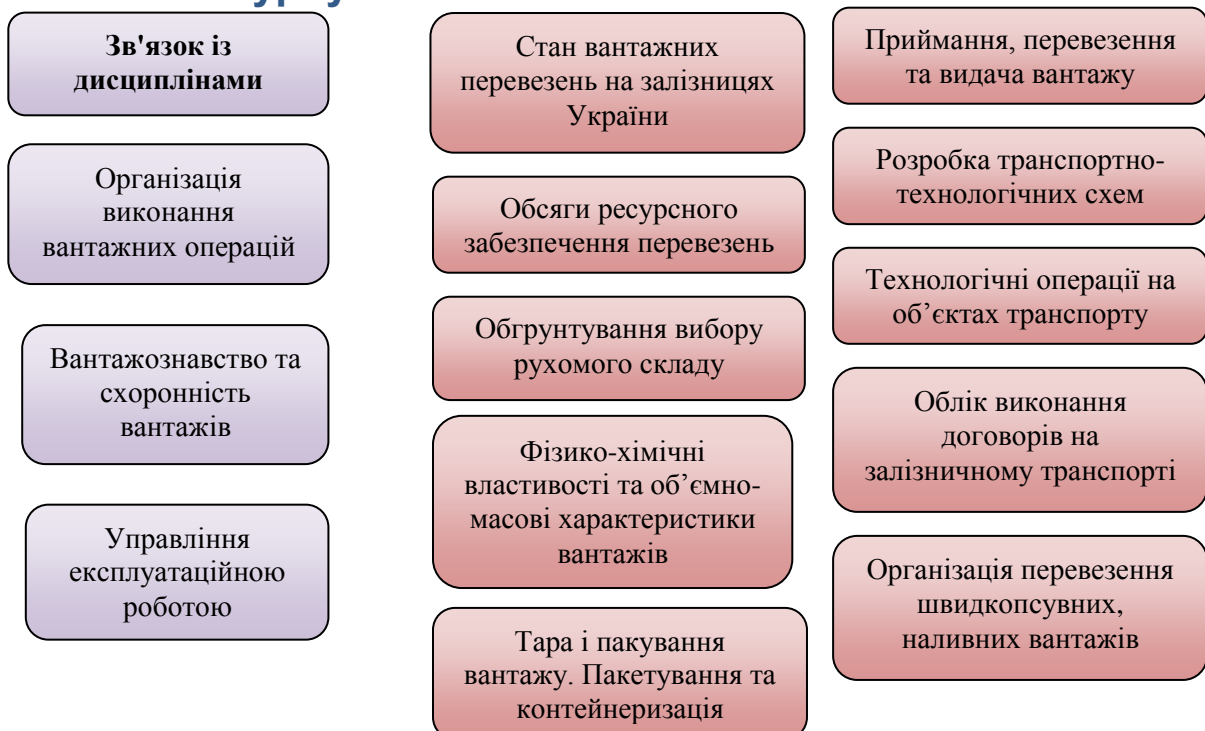 Зв'язок із
дисциплінами
Організація
виконання
вантажних операцій
Вантажознавство та
схоронність
вантажів
Управління
експлуатаційною
роботою
Стан вантажних
перевезень на залізницях
України
Обсяги ресурсного
забезпечення перевезень
Обгрунтування вибору
рухомого складу
Фізико-хімічні
властивості та об’ємно-
масові характеристики
вантажів
Тара і пакування
вантажу. Пакетування та
контейнеризація
Приймання, перевезення
та видача вантажу
Розробка транспортно-
технологічних схем
Технологічні операції на
об’єктах транспорту
Облік виконання
договорів на
залізничному транспорті
Організація перевезення
швидкопсувних,
наливних вантажів